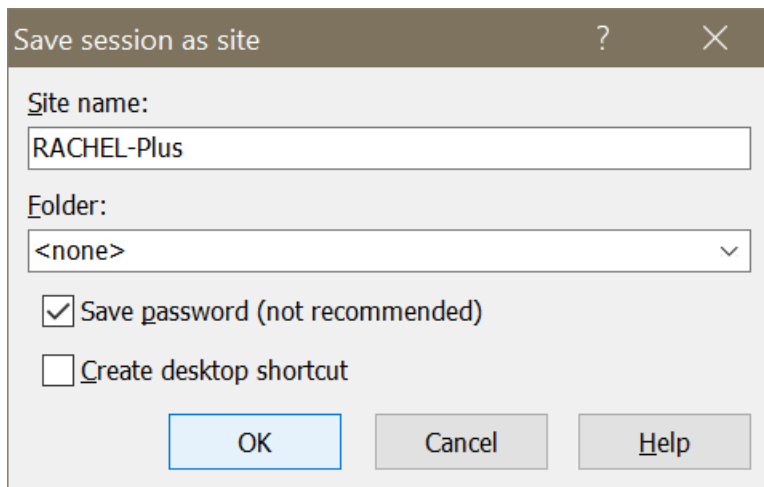 Save session as site
Site name:
RACHEL-Plus
Folder:
<none>
Save password (not recommended)
Create desktop shortcut
OK Cancel Help